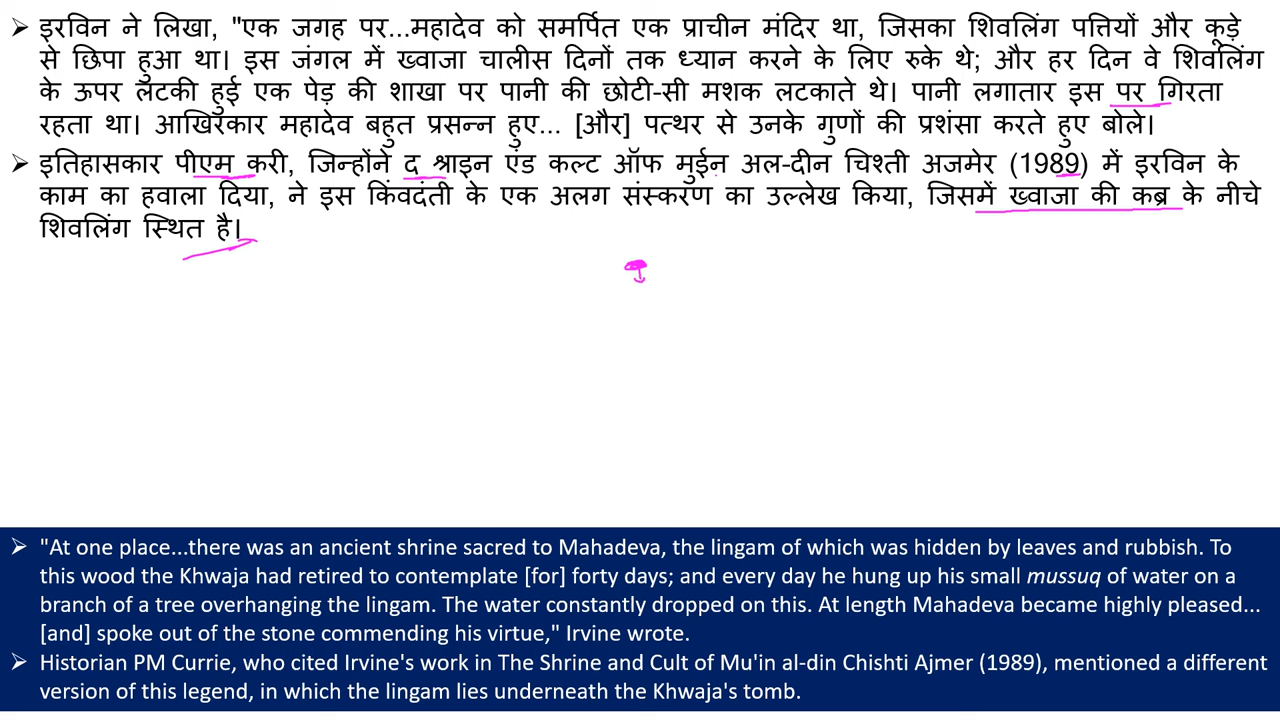 ➢ इरविन ने लिखा, "एक जगह पर...महादेव को समर्पित एक प्राचीन मंदिर था, जिसका शिवलिंग पत्तियों और कूड़े
से छिपा हुआ था। इस जंगल में ख्वाजा चालीस दिनों तक ध्यान करने के लिए रुके थे; और हर दिन वे शिवलिंग
के ऊपर लटकी हुई एक पेड़ की शाखा पर पानी की छोटी-सी मशक लटकाते थे। पानी लगातार इस पर गिरता
रहता था। आखिरकार महादेव बहुत प्रसन्न हुए... [और] पत्थर से उनके गुणों की प्रशंसा करते हुए बोले।
➢ इतिहासकार पीएम करी, जिन्होंने द श्राइन एंड कल्ट ऑफ मुईन अल-दीन चिश्ती अजमेर (1989) में इरविन के
काम का हवाला दिया, ने इस किंवदंती के एक अलग संस्करण का उल्लेख किया, जिसमें ख्वाजा की कब्र के नीचे
शिवलिंग स्थित है।
➢ "At one place...there was an ancient shrine sacred to Mahadeva, the lingam of which was hidden by leaves and rubbish. To
this wood the Khwaja had retired to contemplate [for] forty days; and every day he hung up his small mussuq of water on a
branch of a tree overhanging the lingam. The water constantly dropped on this. At length Mahadeva became highly pleased...
[and] spoke out of the stone commending his virtue," Irvine wrote.
➢ Historian PM Currie, who cited Irvine's work in The Shrine and Cult of Mu'in al-din Chishti Ajmer (1989), mentioned a different
version of this legend, in which the lingam lies underneath the Khwaja's tomb.